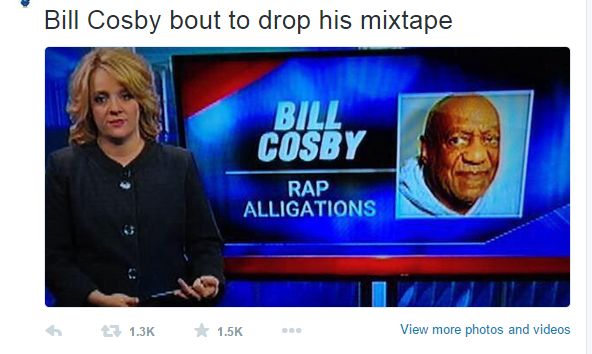 Bill Cosby bout to drop his mixtape
BILL
COSBY
RAP
ALLIGATIONS
1.3K
1.5K
View more photos and videos